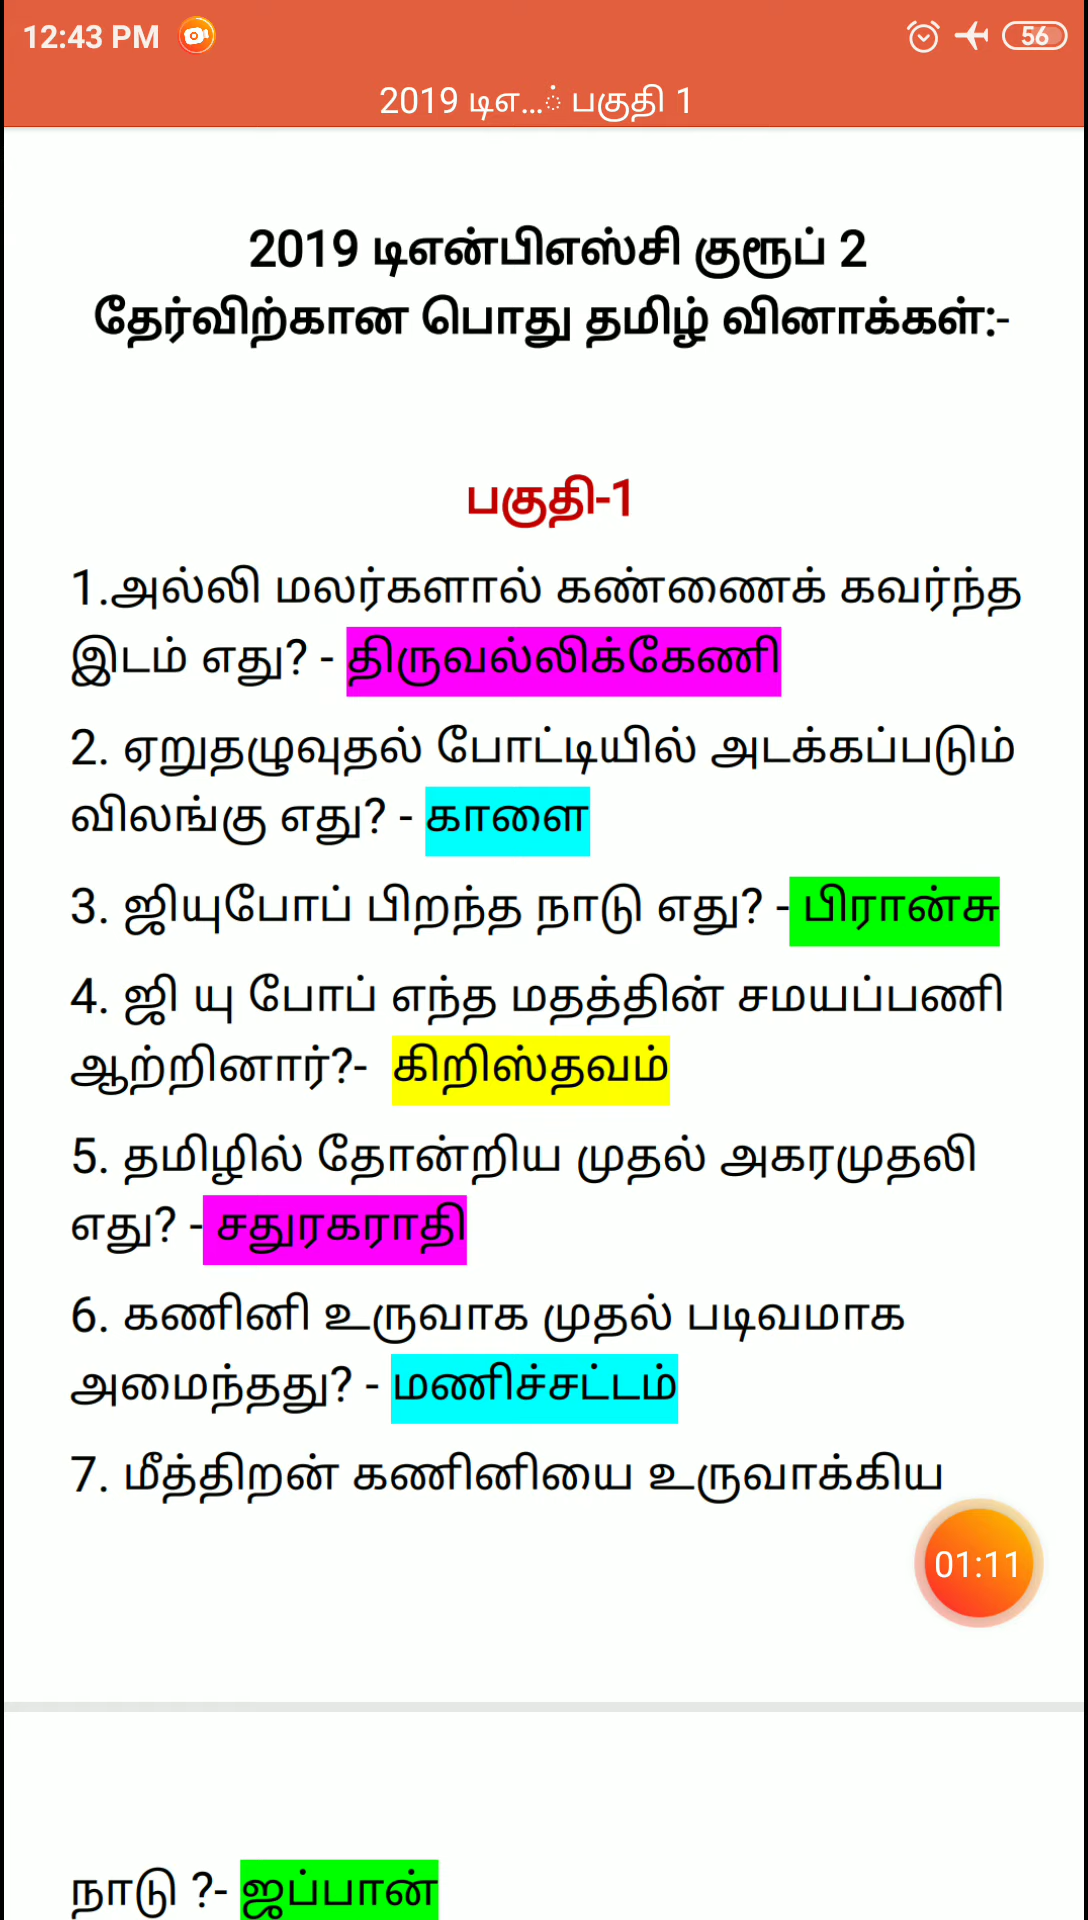 12:43 PM
56
2019 டிஎ...் பகுதி 1
2019 டிஎன்பிஎஸ்சி குரூப் 2
தேர்விற்கான பொது தமிழ் வினாக்கள்:-
பகுதி-1
1.அல்லி மலர்களால் கண்ணைக் கவர்ந்த
இடம் எது? - திருவல்லிக்கேணி
2. ஏறுதழுவுதல் போட்டியில் அடக்கப்படும்
விலங்கு எது? - காளை
3. ஜியுபோப் பிறந்த நாடு எது? - பிரான்சு
4. ஜி யு போப் எந்த மதத்தின் சமயப்பணி
ஆற்றினார்?- கிறிஸ்தவம்
5. தமிழில் தோன்றிய முதல் அகரமுதலி
எது? - சதுரகராதி
6. கணினி உருவாக முதல் படிவமாக
அமைந்தது? - மணிச்சட்டம்
7. மீத்திறன் கணினியை உருவாக்கிய
01:11
நாடு ?- ஜப்பான்